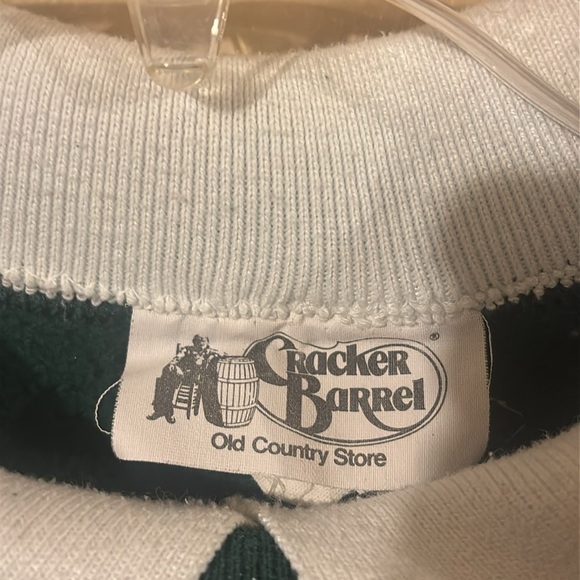 Cracker
Barrel
®
Old Country Store